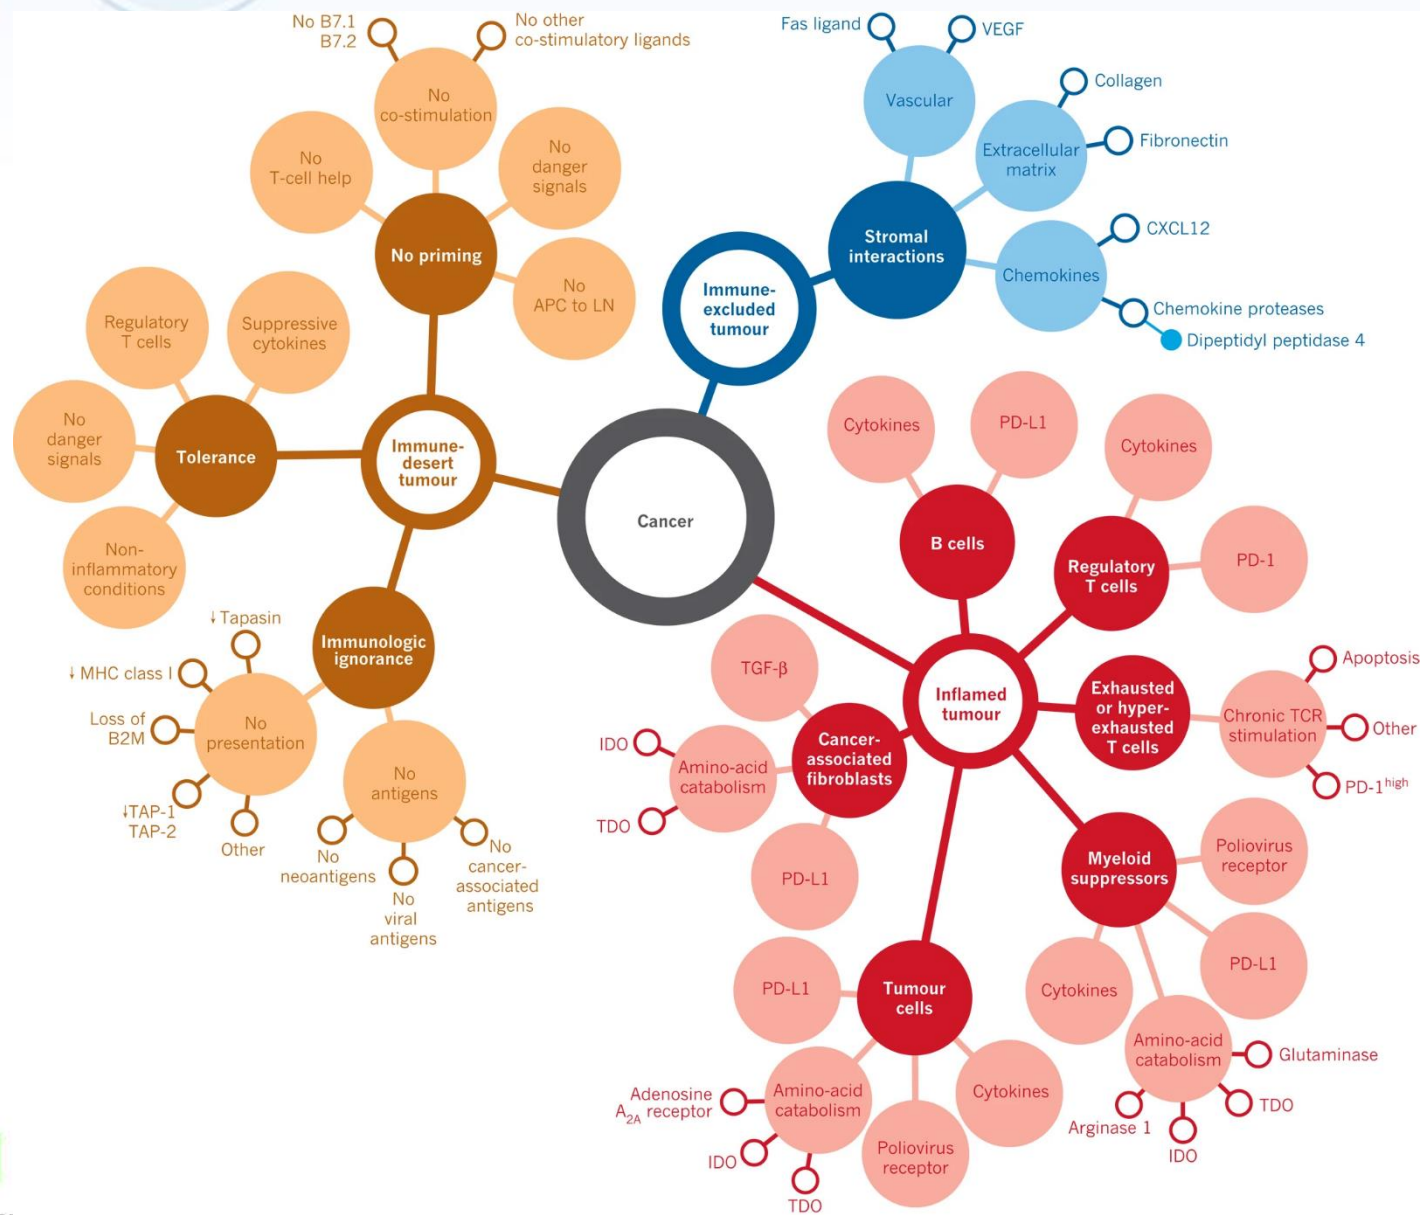 No B7.1
B7.2
No other
co-stimulatory ligands
No
co-stimulation
No
T-cell help
No
danger
signals
No priming
No
APC to LN
Regulatory
T cells
Suppressive
cytokines
No
danger
signals
Tolerance
Non-
inflammatory
conditions
Immune-
desert
tumour
Immunologic
ignorance
↓Tapasin
↓MHC class I
Loss of
B2M
↓TAP-1
TAP-2
Other
No
presentation
No
antigens
No
neoantigens
No
viral
antigens
No
cancer-
associated
antigens
Cancer
Immune-
excluded
tumour
Stromal
interactions
Fas ligand
VEGF
Vascular
Collagen
Extracellular
matrix
Fibronectin
CXCL12
Chemokines
Chemokine proteases
Dipeptidyl peptidase 4
Cytokines
PD-L1
B cells
Cytokines
Regulatory
T cells
PD-1
Inflamed
tumour
Exhausted
or hyper-
exhausted
T cells
Chronic TCR
stimulation
Apoptosis
Other
PD-1high
TGF-β
Cancer-
associated
fibroblasts
IDO
Amino-acid
catabolism
TDO
PD-L1
Myeloid
suppressors
Poliovirus
receptor
PD-L1
Cytokines
Amino-acid
catabolism
Glutaminase
TDO
IDO
Arginase 1
Tumour
cells
PD-L1
Amino-acid
catabolism
Adenosine
A2A receptor
IDO
TDO
Poliovirus
receptor
Cytokines